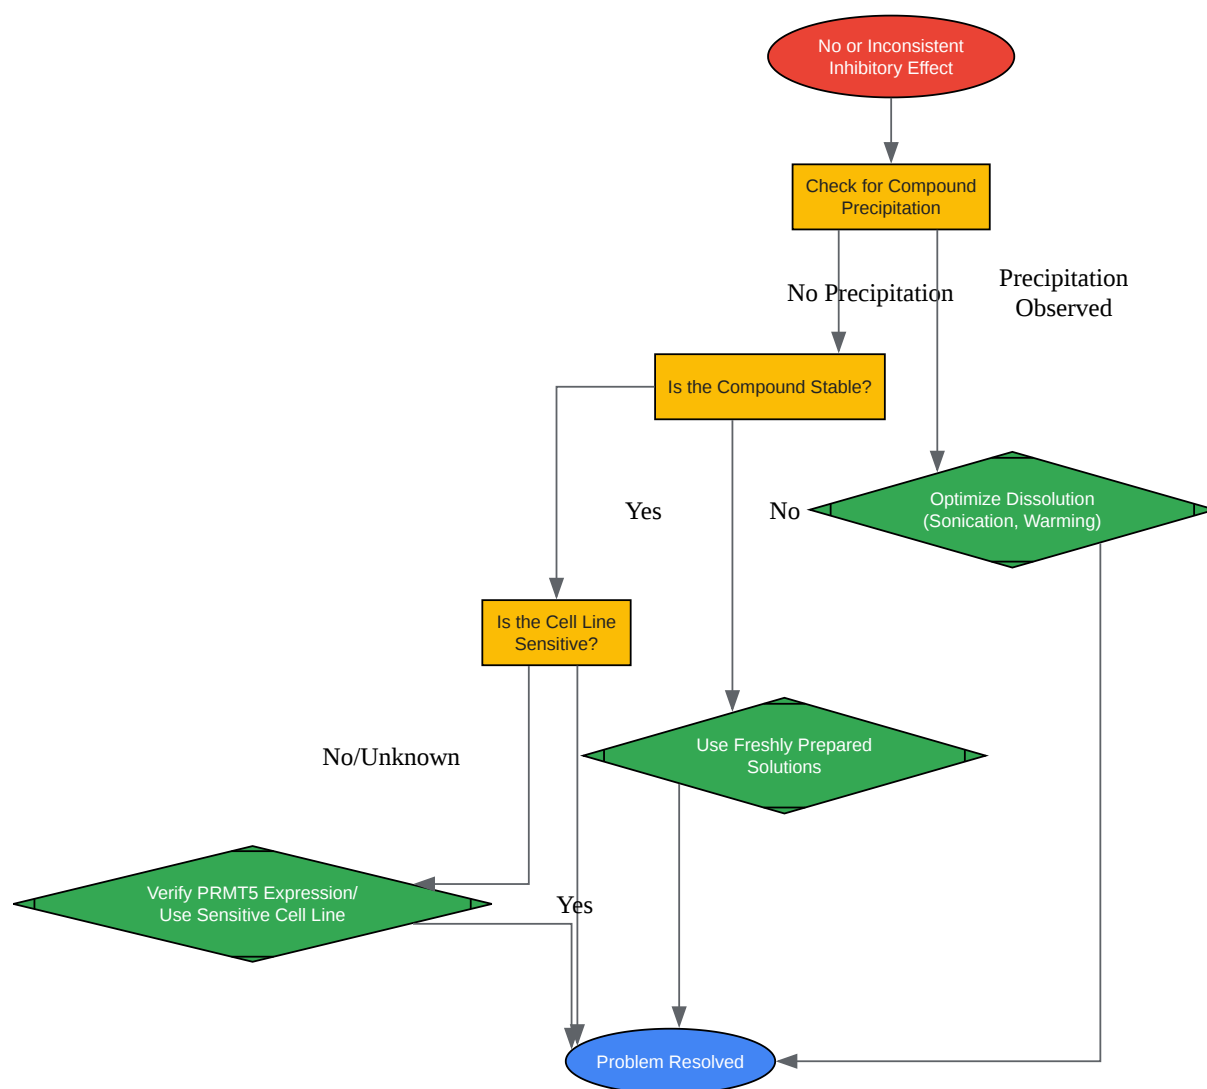 No or Inconsistent
Inhibitory Effect
Check for Compound
Precipitation
No Precipitation
Precipitation
Observed
Is the Compound Stable?
Yes
No
Optimize Dissolution
(Sonication, Warming)
Is the Cell Line
Sensitive?
No/Unknown
Use Freshly Prepared
Solutions
Verify PRMT5 Expression/
Use Sensitive Cell Line
Yes
Problem Resolved